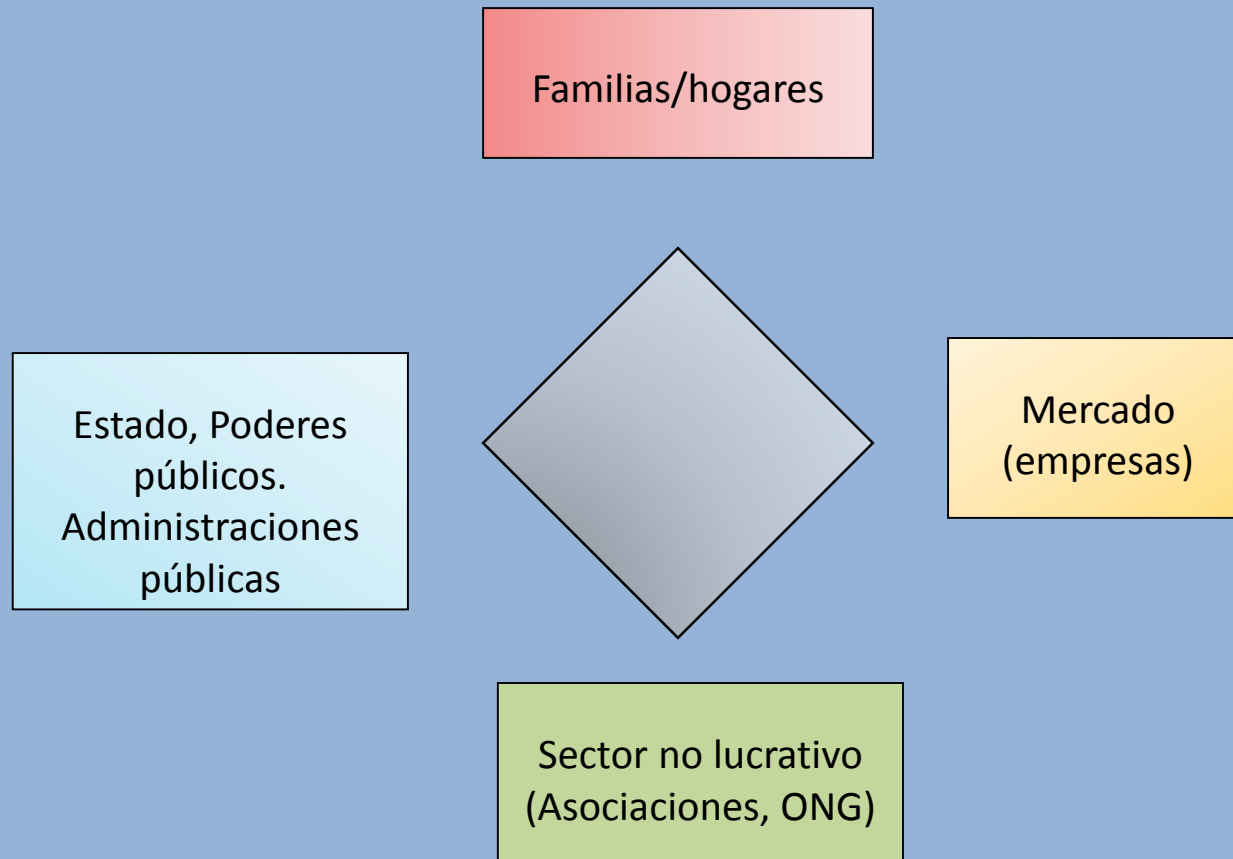 Familias/hogares
Estado, Poderes
públicos.
Administraciones
públicas
Mercado
(empresas)
Sector no lucrativo
(Asociaciones, ONG)